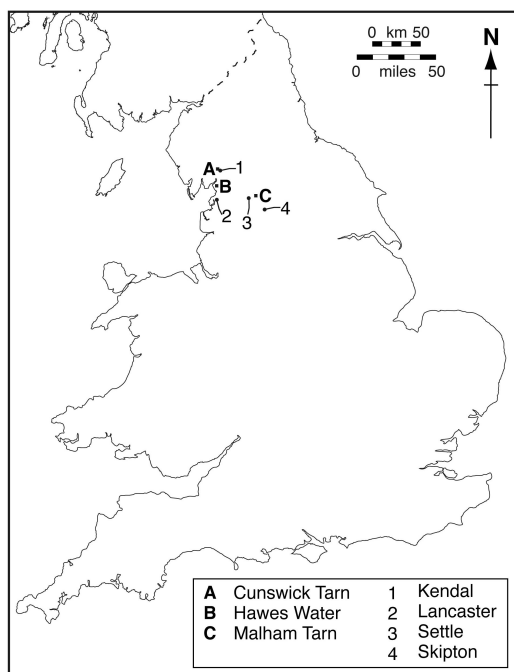 0 km 50
0 miles 50
N
A 1
B
2 3 C 4
A Cunswick Tarn 1 Kendal
B Hawes Water 2 Lancaster
C Malham Tarn 3 Settle
4 Skipton